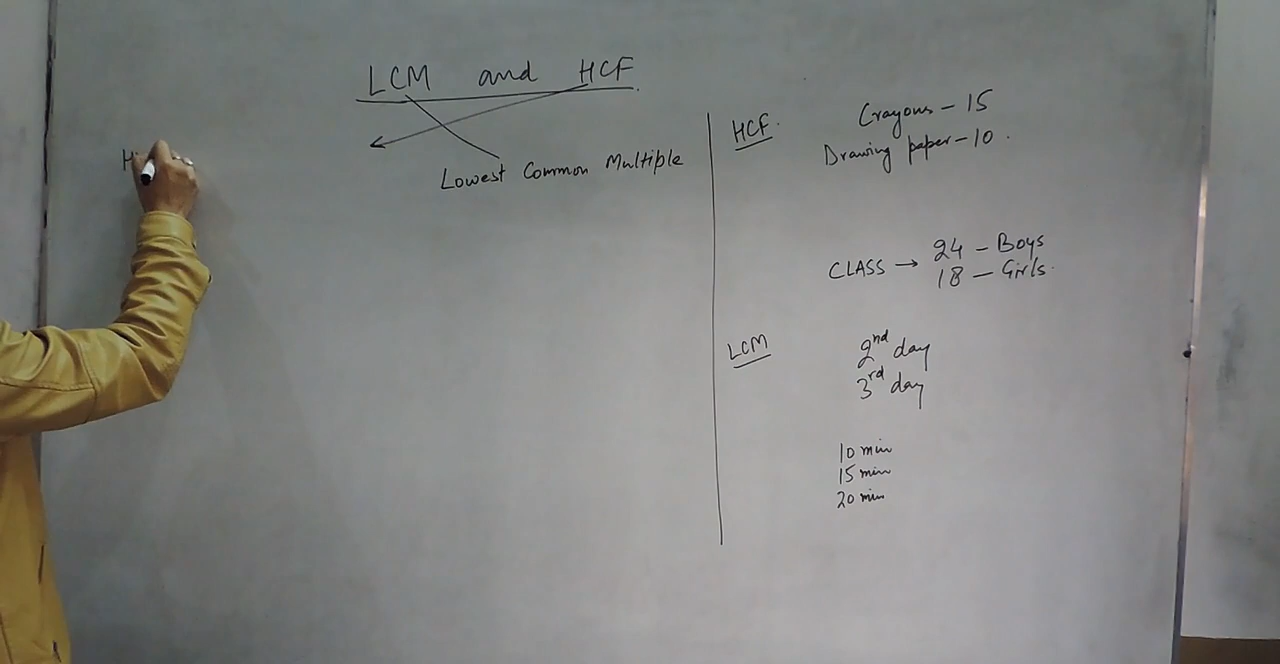 LCM and HCF
Lowest Common Multiple
H
HCF.
Crayons - 15
Drawing paper - 10.
CLASS → 24 - Boys
18 - Girls.
LCM
2nd day
3rd day
10 min
15 min
20 min